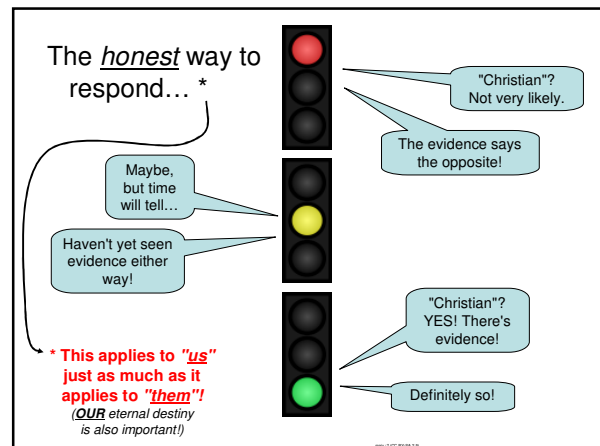 The honest way to
respond… *
"Christian"?
Not very likely.
The evidence says
the opposite!
Maybe,
but time
will tell…
Haven't yet seen
evidence either
way!
"Christian"?
YES! There's
evidence!
Definitely so!
* This applies to "us"
just as much as it
applies to "them"!
(OUR eternal destiny
is also important!)